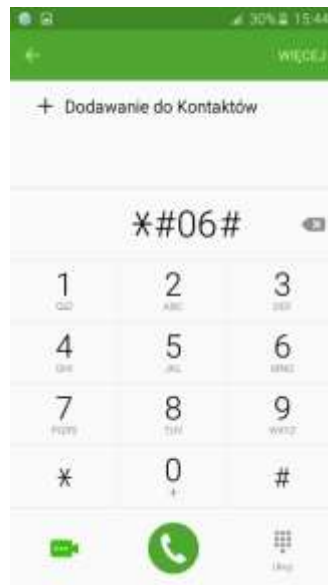 30% 15:44
WIĘCEJ
+ Dodawanie do Kontaktów
*#06#
1 2 3
ABC DEF
4 5 6
GHI JKL MNO
7 8 9
PQRS TUV WXYZ
* 0 #
+
Ukryj